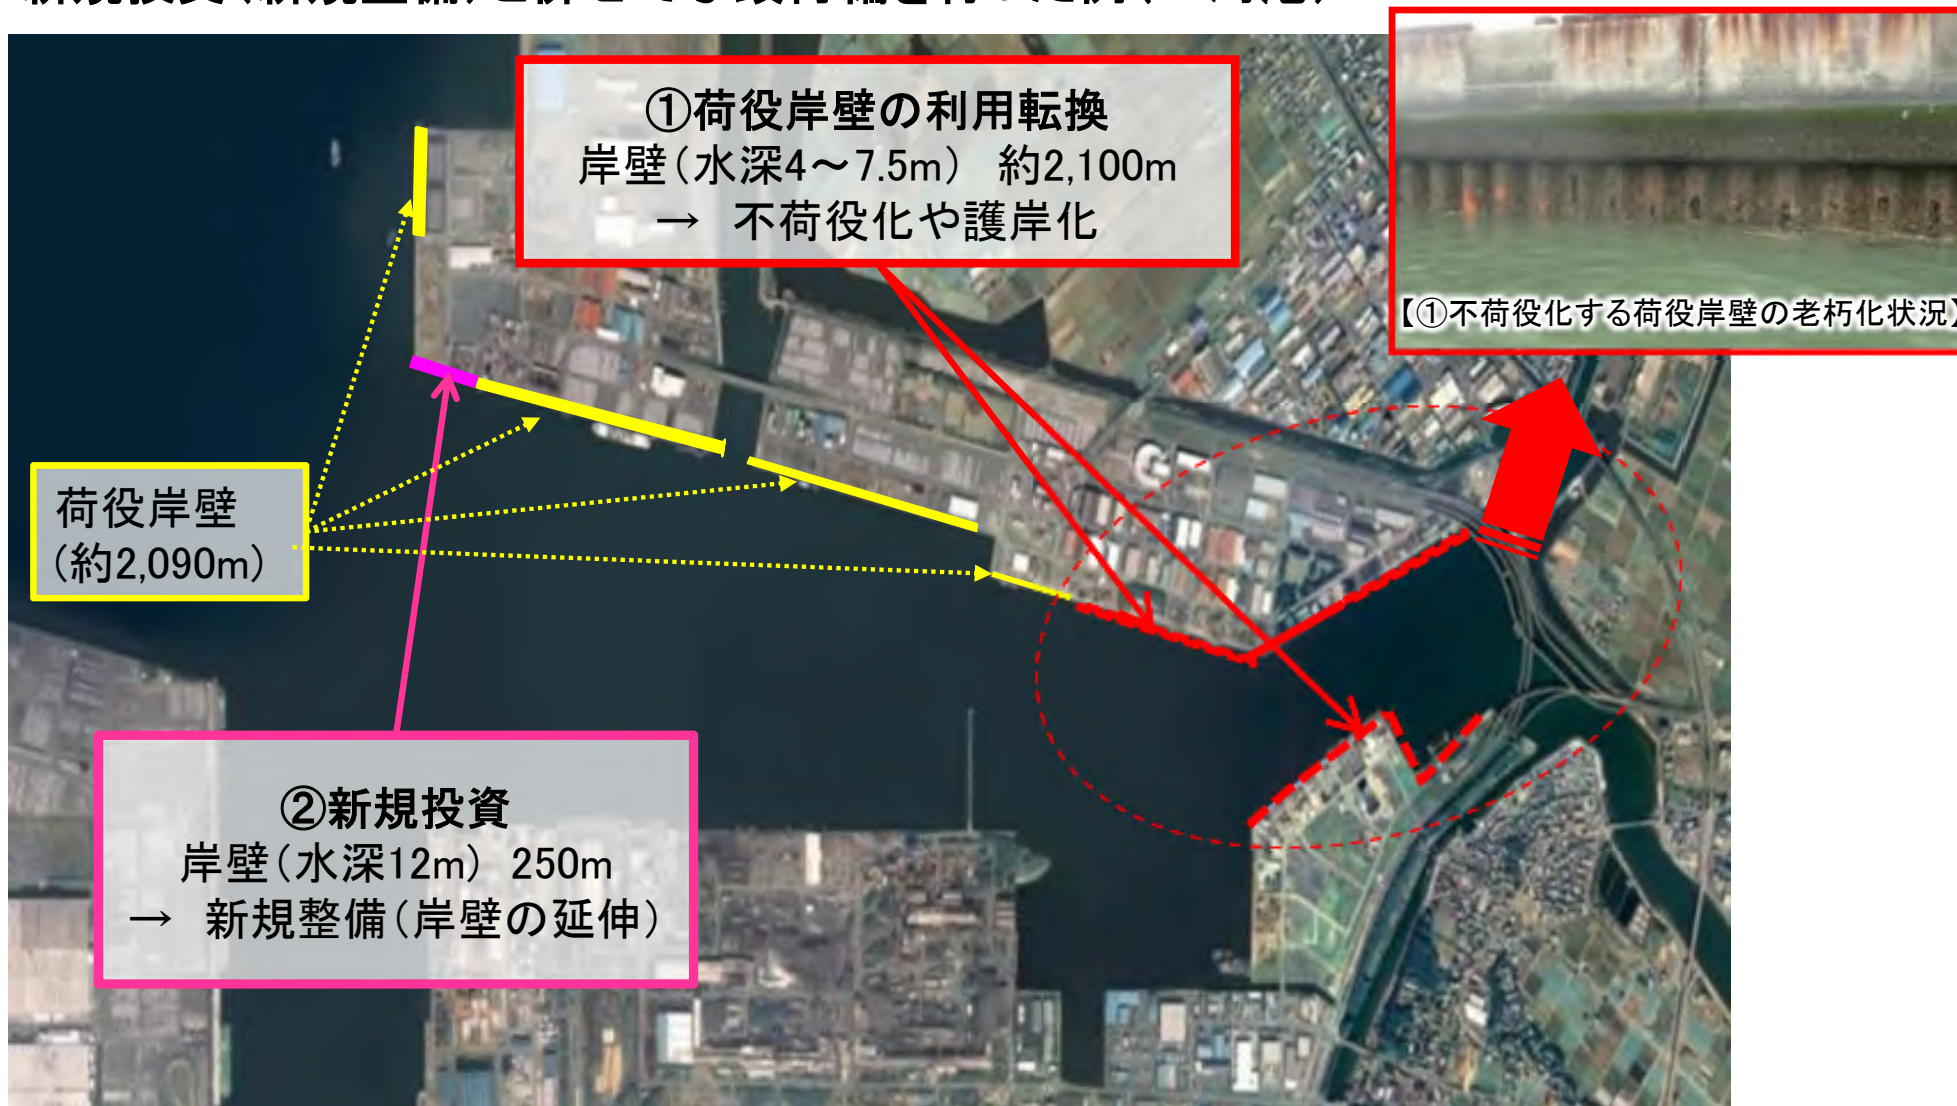 ①荷役岸壁の利用転換
岸壁（水深4～7.5m） 約2,100m
→ 不荷役化や護岸化
【①不荷役化する荷役岸壁の老朽化状況】
荷役岸壁
(約2,090m)
②新規投資
岸壁（水深12m） 250m
→ 新規整備（岸壁の延伸）